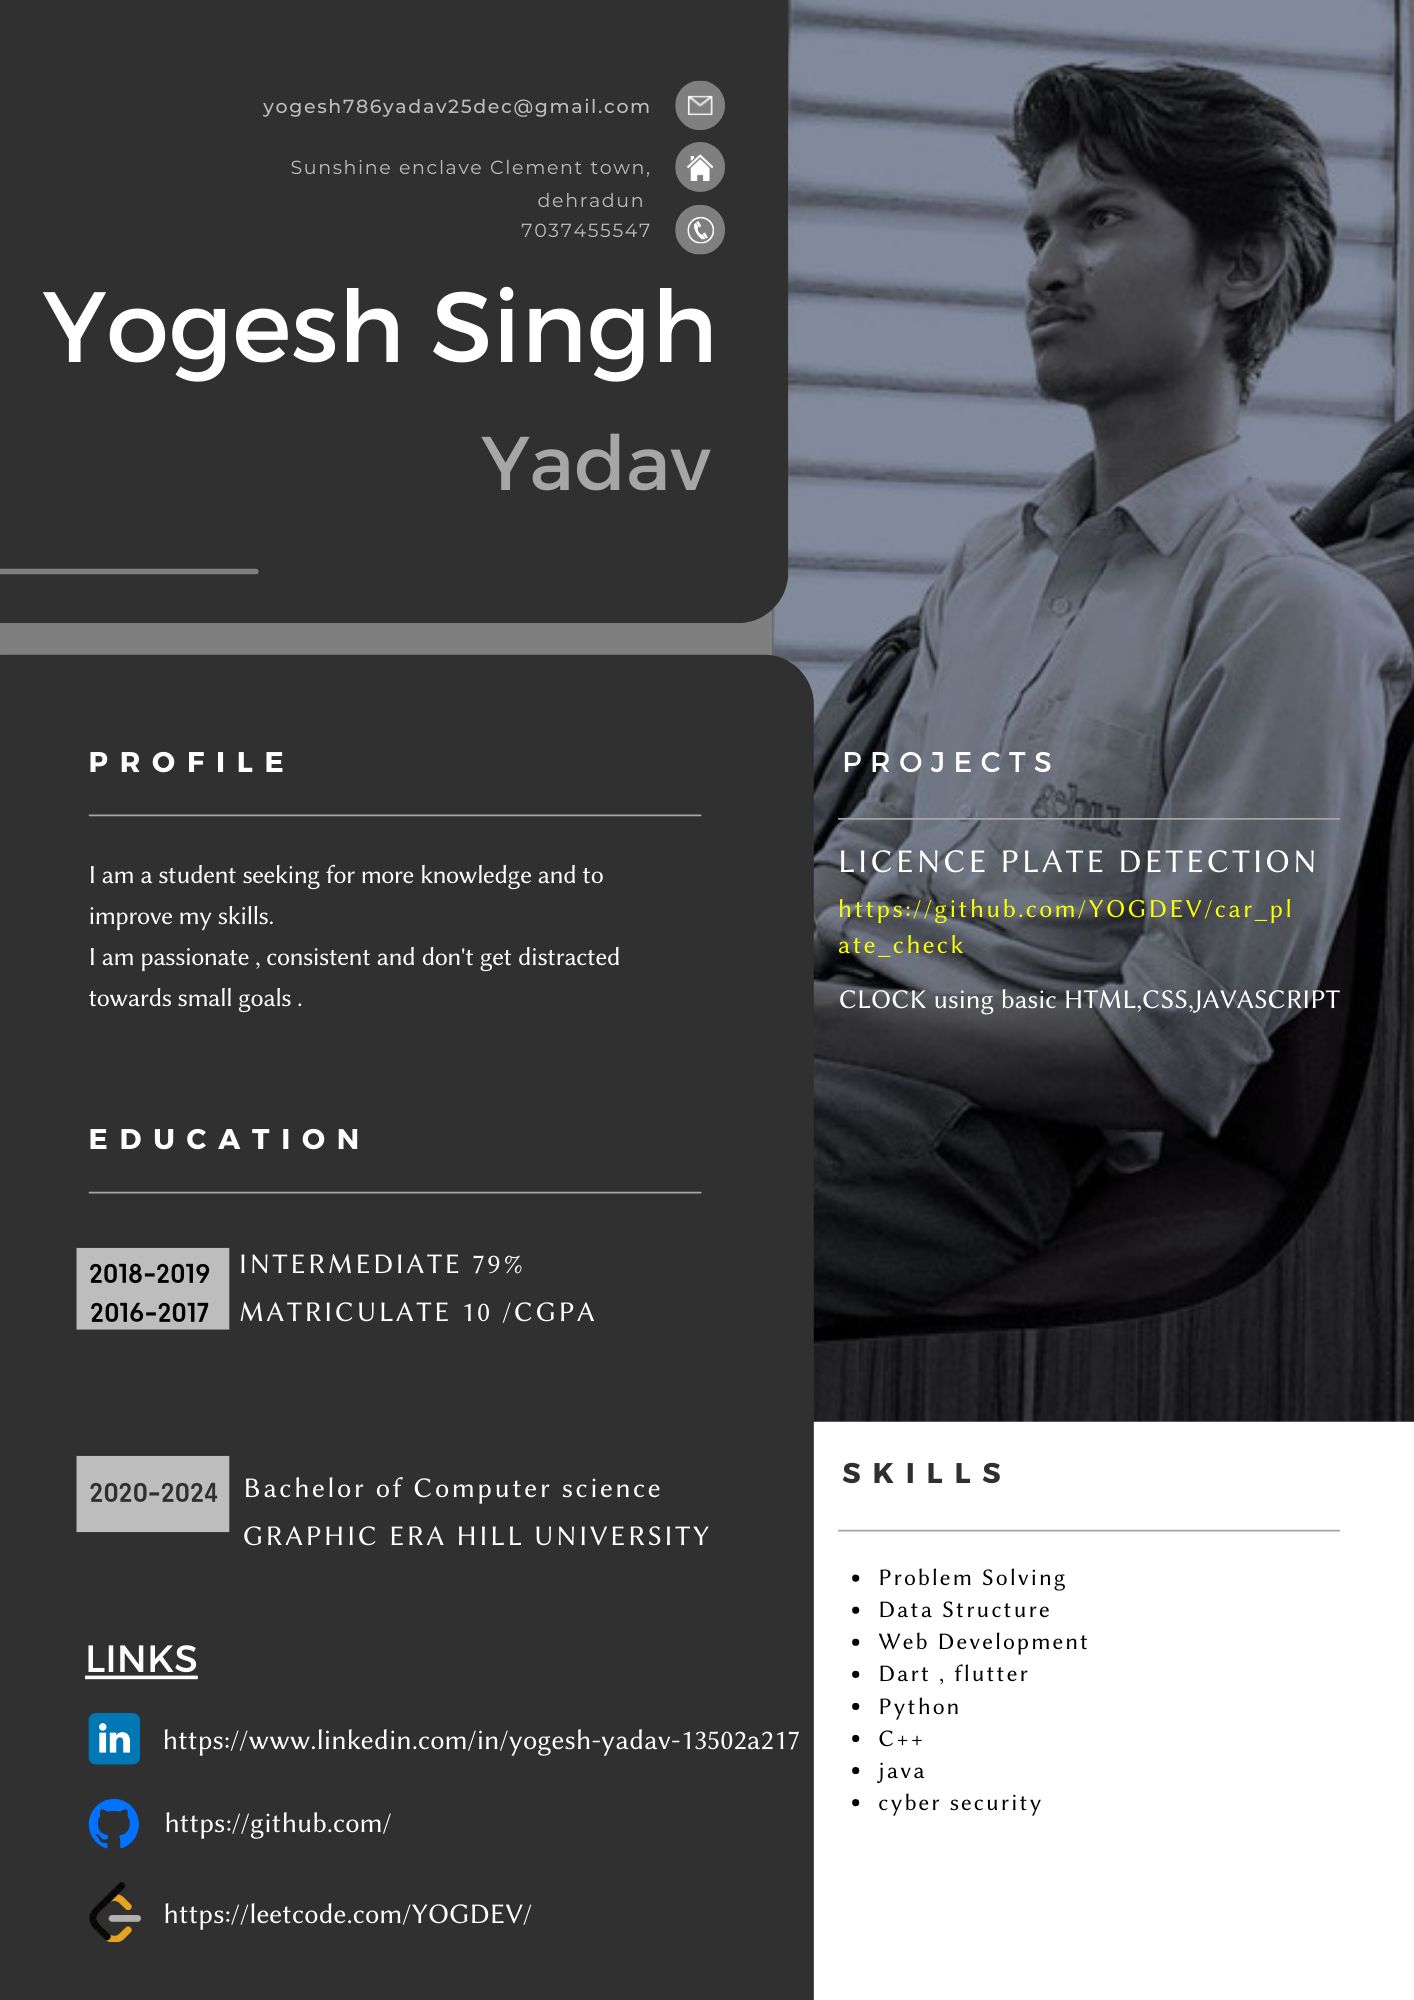 yogesh786yadav25dec@gmail.com
Sunshine enclave Clement town,
dehradun
7037455547
Yogesh Singh
Yadav
PROFILE
I am a student seeking for more knowledge and to
improve my skills.
I am passionate , consistent and don't get distracted
towards small goals .
EDUCATION
2018-2019 INTERMEDIATE 79%
2016-2017 MATRICULATE 10 /CGPA
2020-2024 Bachelor of Computer science
GRAPHIC ERA HILL UNIVERSITY
LINKS
in https://www.linkedin.com/in/yogesh-yadav-13502a217
https://github.com/
https://leetcode.com/YOGDEV/
PROJECTS
gehu
LICENCE PLATE DETECTION
https://github.com/YOGDEV/car_pl
ate_check
CLOCK using basic HTML,CSS,JAVASCRIPT
SKILLS
• Problem Solving
• Data Structure
• Web Development
• Dart , flutter
• Python
• C++
• java
• cyber security